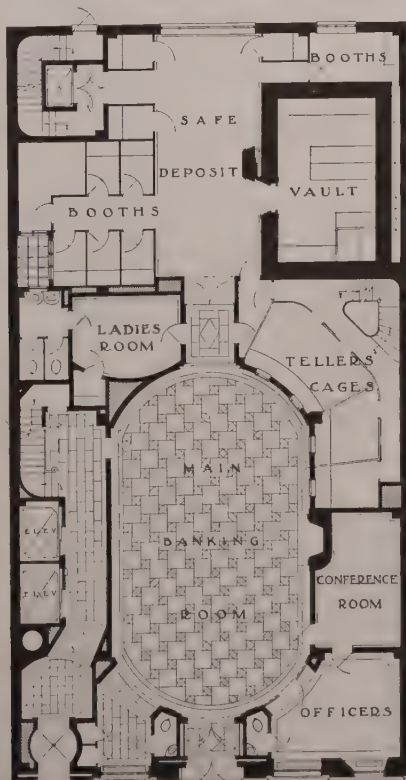 BOOTHS
SAFE
DEPOSIT
VAULT
BOOTHS
LADIES
ROOM
TELLERS
CAGES
MAIN
BANKING
ROOM
ELEV
ELEV
CONFERENCE
ROOM
OFFICERS